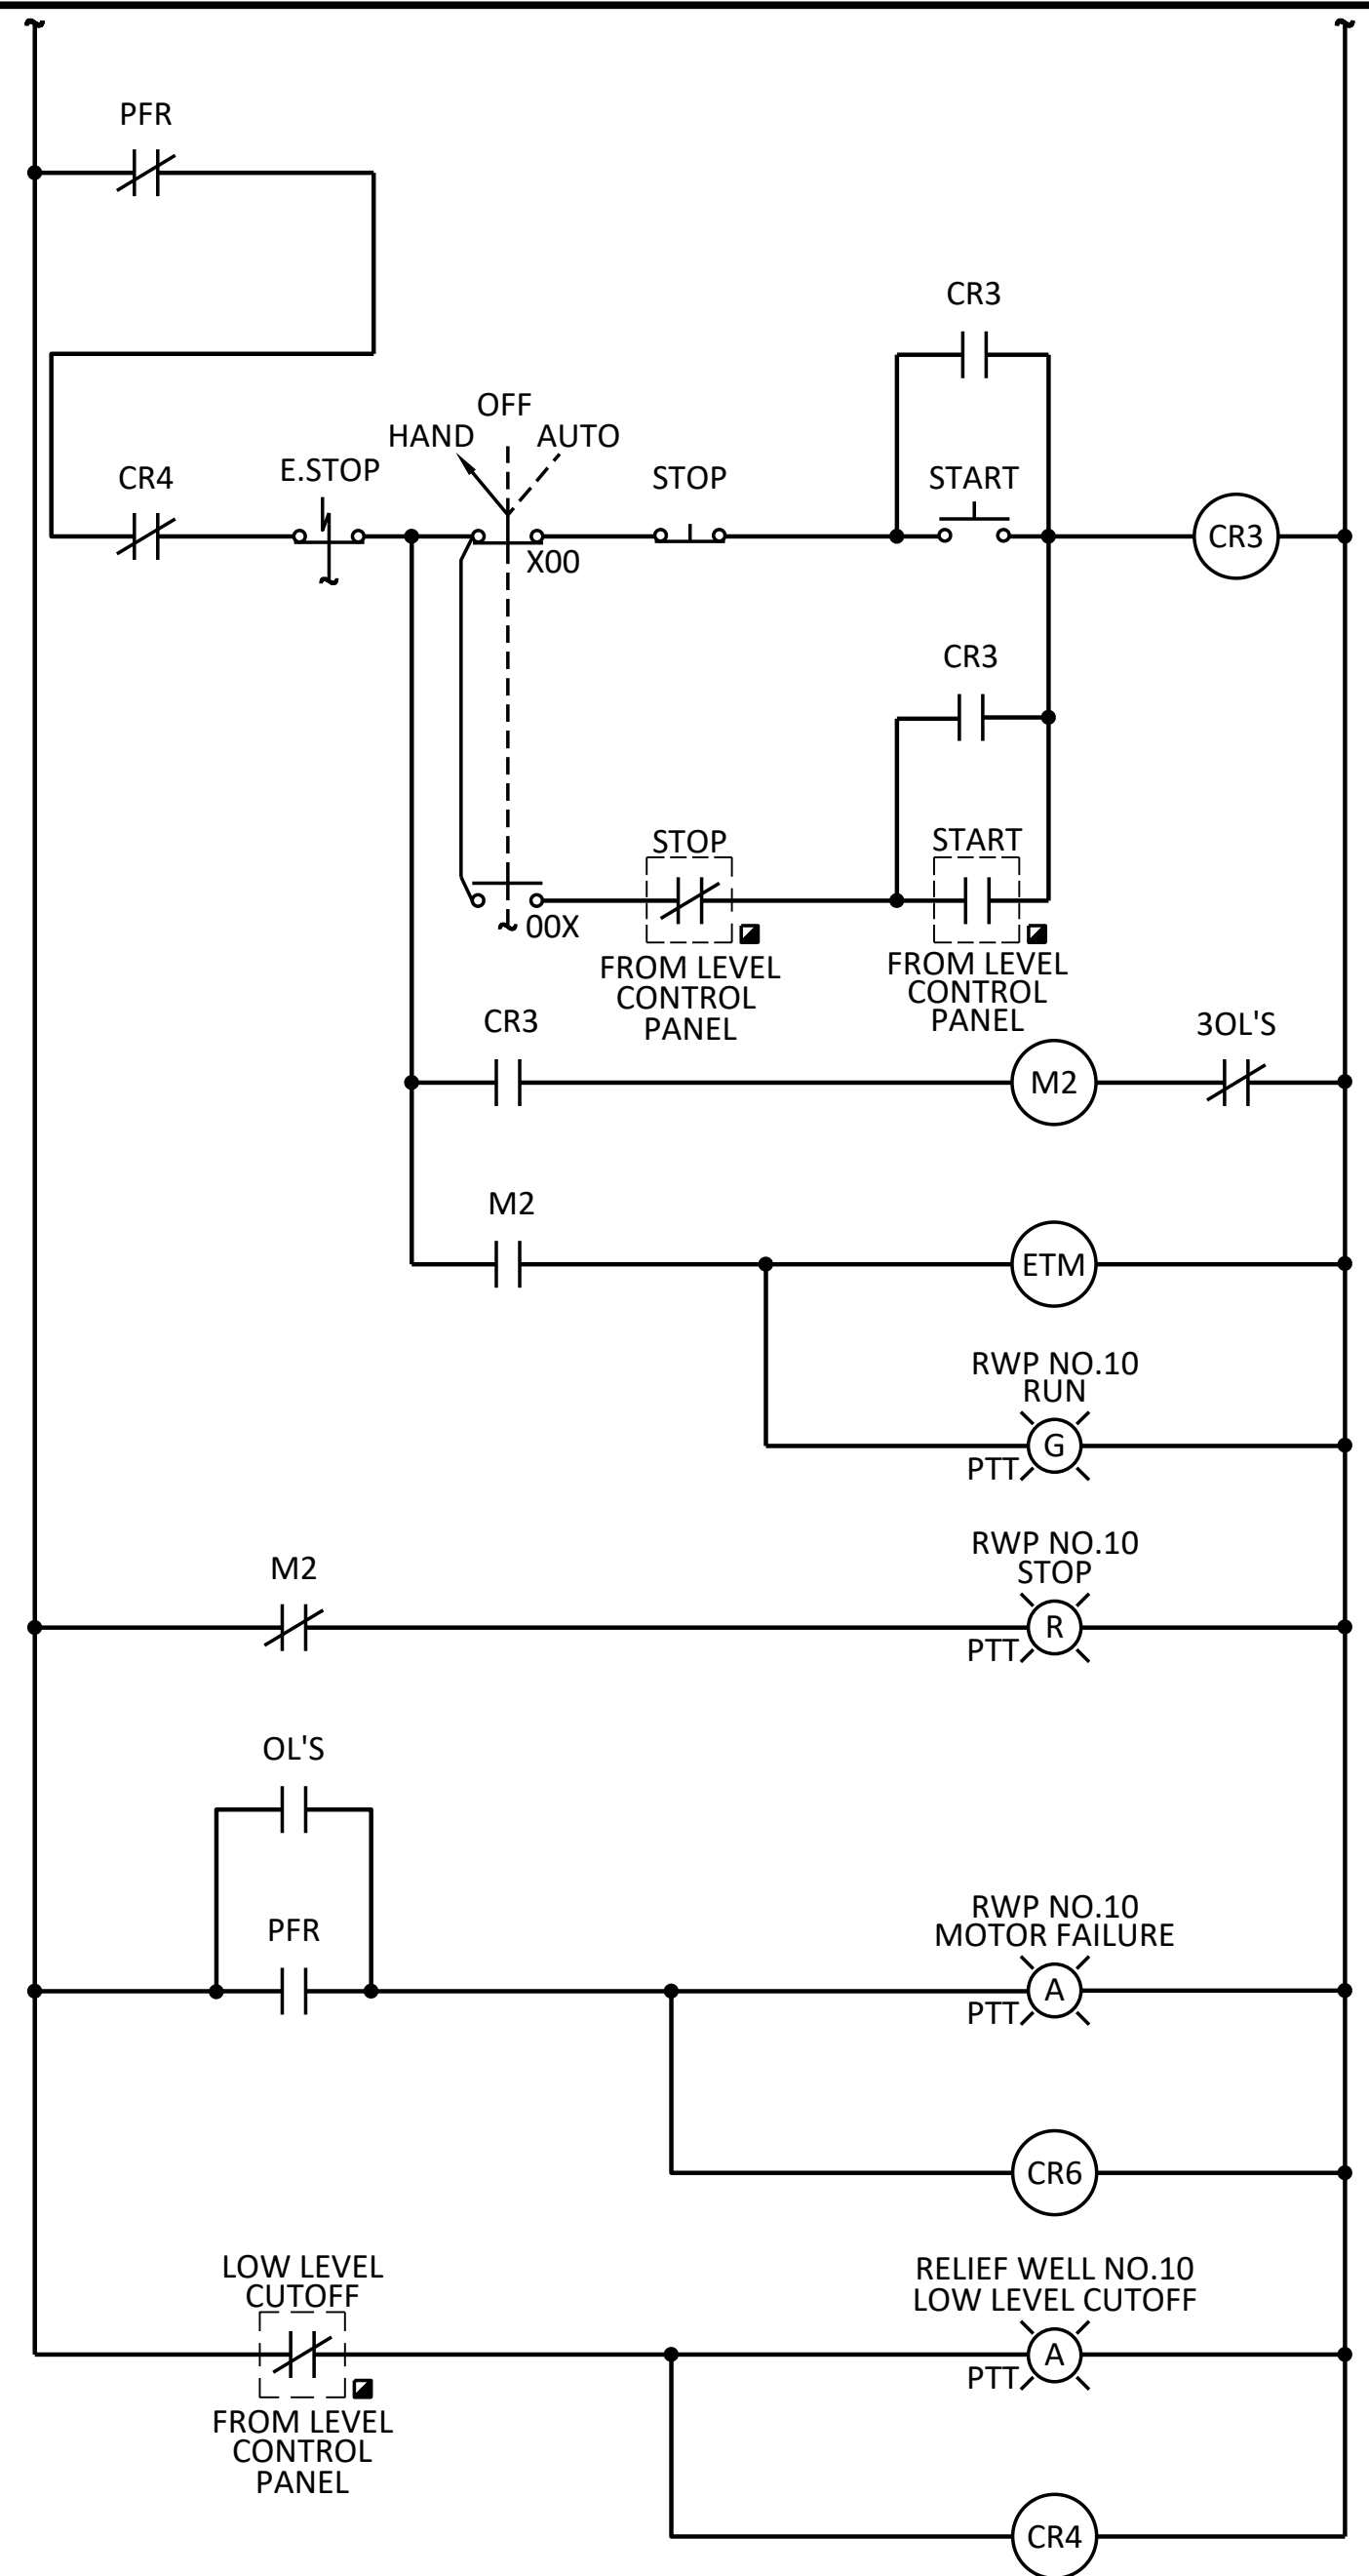 PFR
CR3
OFF
HAND
AUTO
CR4
E.STOP
STOP
START
CR3
X00
CR3
STOP
START
00X
FROM LEVEL
CONTROL
PANEL
FROM LEVEL
CONTROL
PANEL
CR3
3OL'S
M2
M2
ETM
RWP NO.10
RUN
G
PTT
RWP NO.10
STOP
M2
R
PTT
OL'S
PFR
RWP NO.10
MOTOR FAILURE
A
PTT
CR6
LOW LEVEL
CUTOFF
FROM LEVEL
CONTROL
PANEL
RELIEF WELL NO.10
LOW LEVEL CUTOFF
A
PTT
CR4